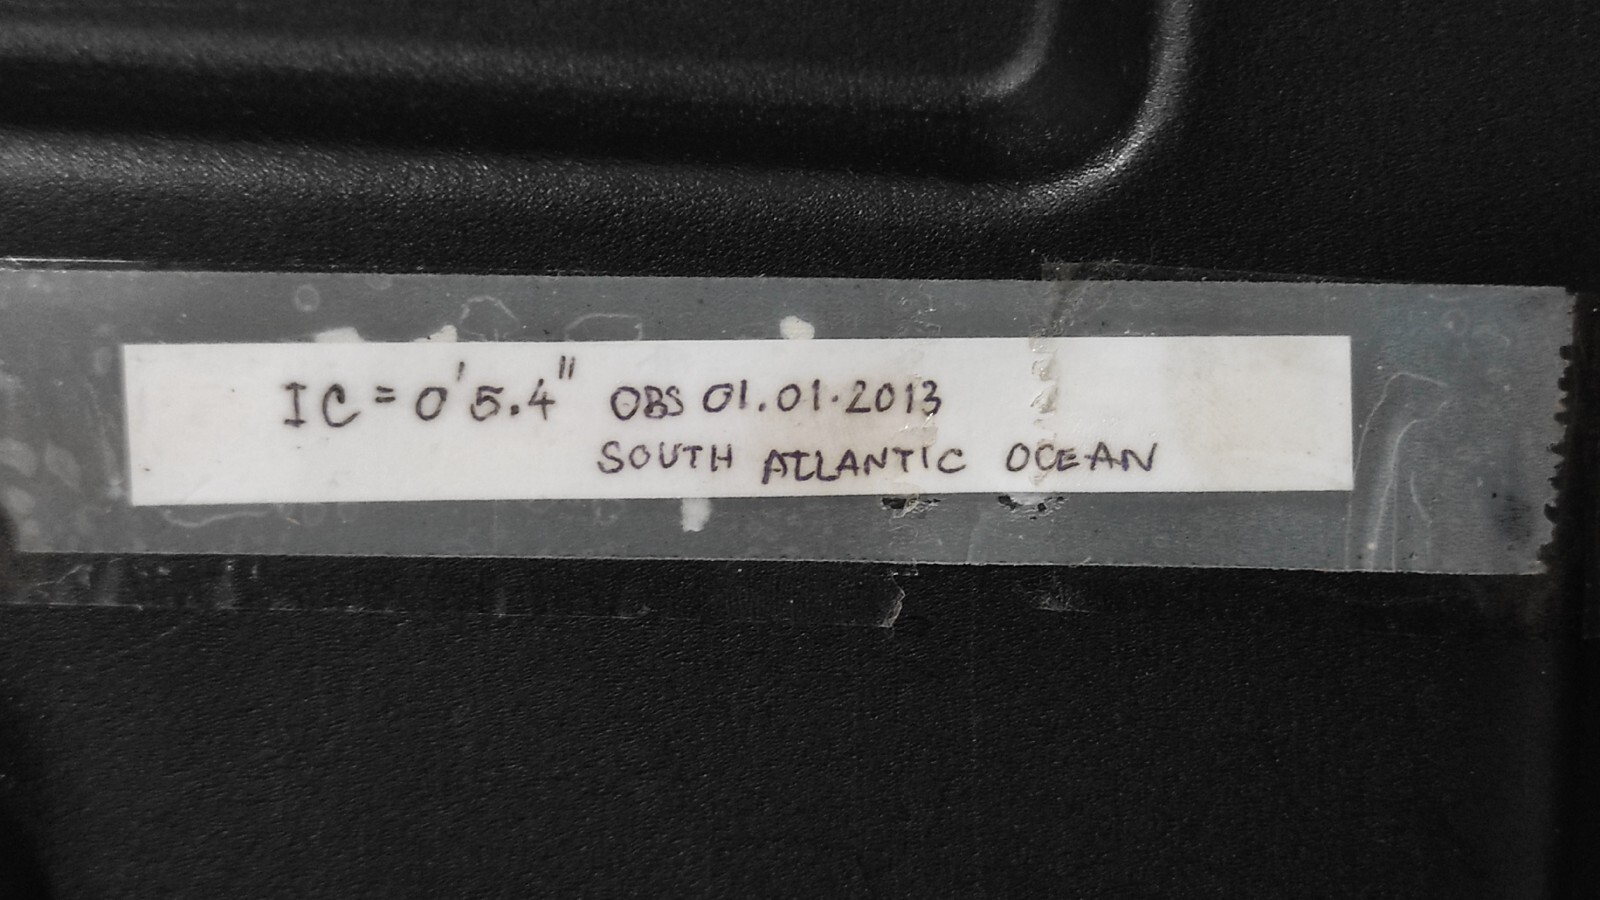 IC = 0'5.4" OBS 01.01.2013
SOUTH ATLANTIC OCEAN